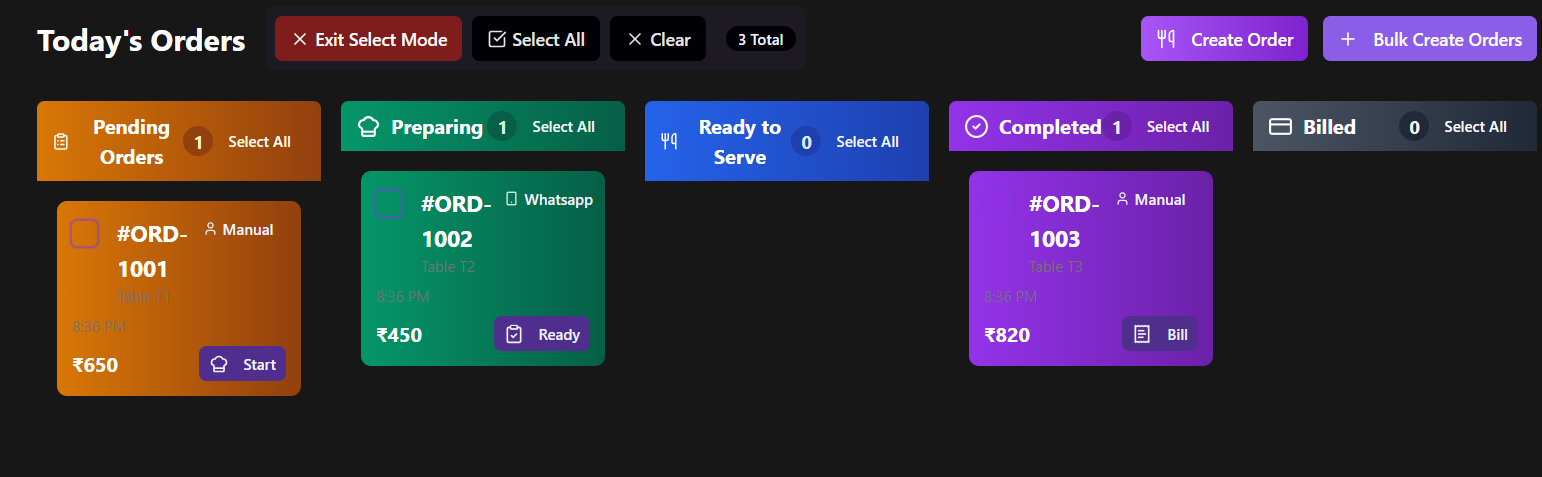 Today's Orders
Exit Select Mode
Select All
Clear
3 Total
Create Order
Bulk Create Orders
Pending
Orders
1
Select All
#ORD-
1001
Manual
Table T1
8:36 PM
₹650
Start
Preparing
1
Select All
#ORD-
1002
Whatsapp
Table T2
8:36 PM
₹450
Ready
Ready to
Serve
0
Select All
Completed
1
Select All
#ORD-
1003
Manual
Table T3
8:36 PM
₹820
Bill
Billed
0
Select All